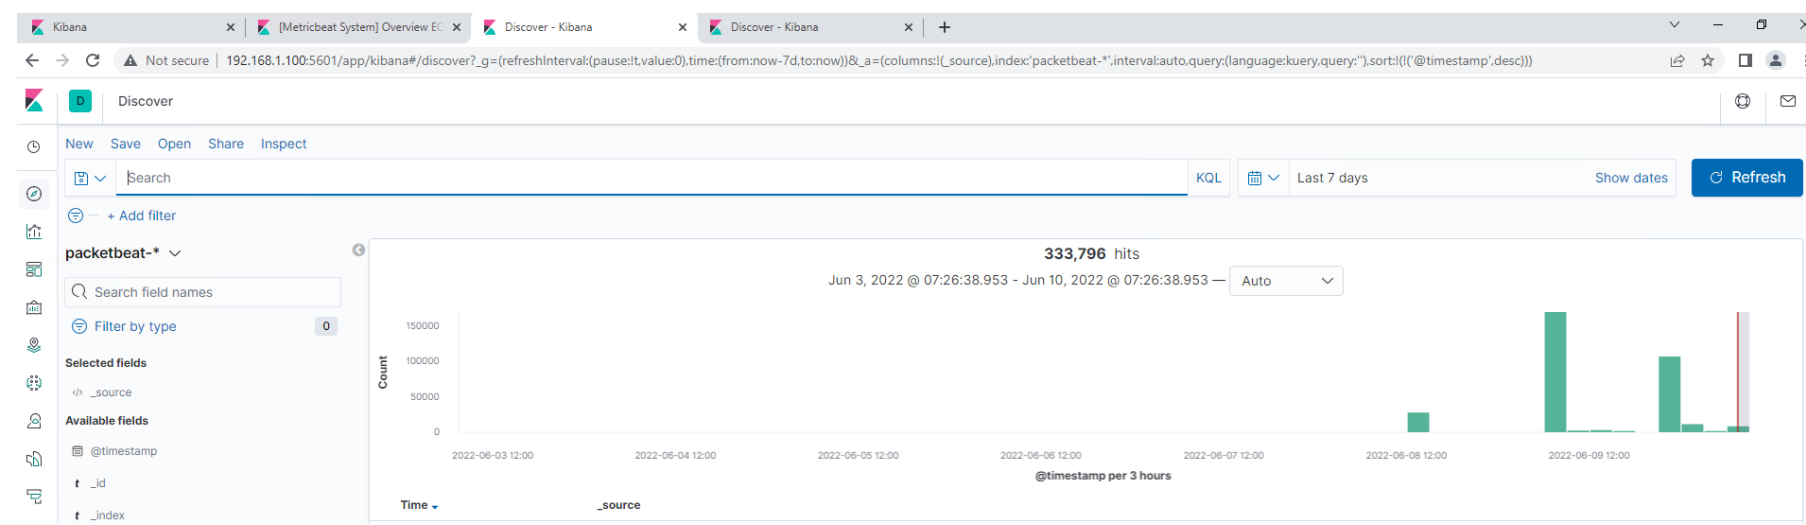 Kibana
[Metricbeat System] Overview EC
Discover - Kibana
Discover - Kibana
Not secure
192.168.1.100:5601/app/kibana#/discover?_g=(refreshInterval:(pause:!t,value:0),time:(from:now-7d,to:now))&_a=(columns:!(_source),index:'packetbeat-*',interval:auto,query:(language:kuery,query:''),sort:!(!('@timestamp',desc)))
D
Discover
New Save Open Share Inspect
Search
KQL
Last 7 days
Show dates
Refresh
+ Add filter
packetbeat-*
333,796 hits
Jun 3, 2022 @ 07:26:38.953 - Jun 10, 2022 @ 07:26:38.953 —
Auto
Search field names
Filter by type
0
Selected fields
_source
Available fields
@timestamp
t _id
t _index
Count
150000
100000
50000
0
2022-06-03 12:00
2022-06-04 12:00
2022-06-05 12:00
2022-06-06 12:00
2022-06-07 12:00
2022-06-08 12:00
2022-06-09 12:00
@timestamp per 3 hours
Time
_source